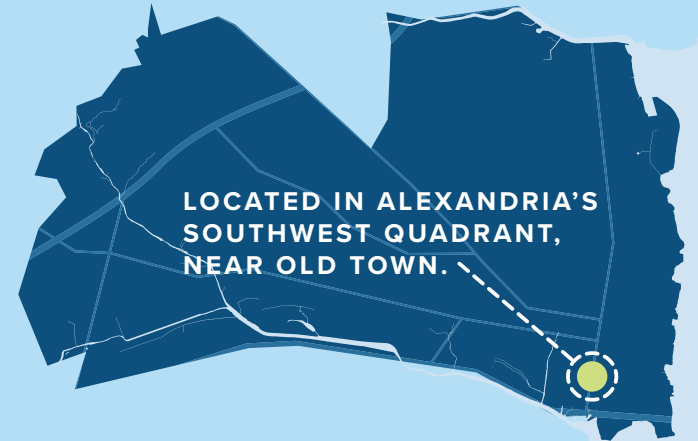 LOCATED IN ALEXANDRIA’S
SOUTHWEST QUADRANT,
NEAR OLD TOWN.